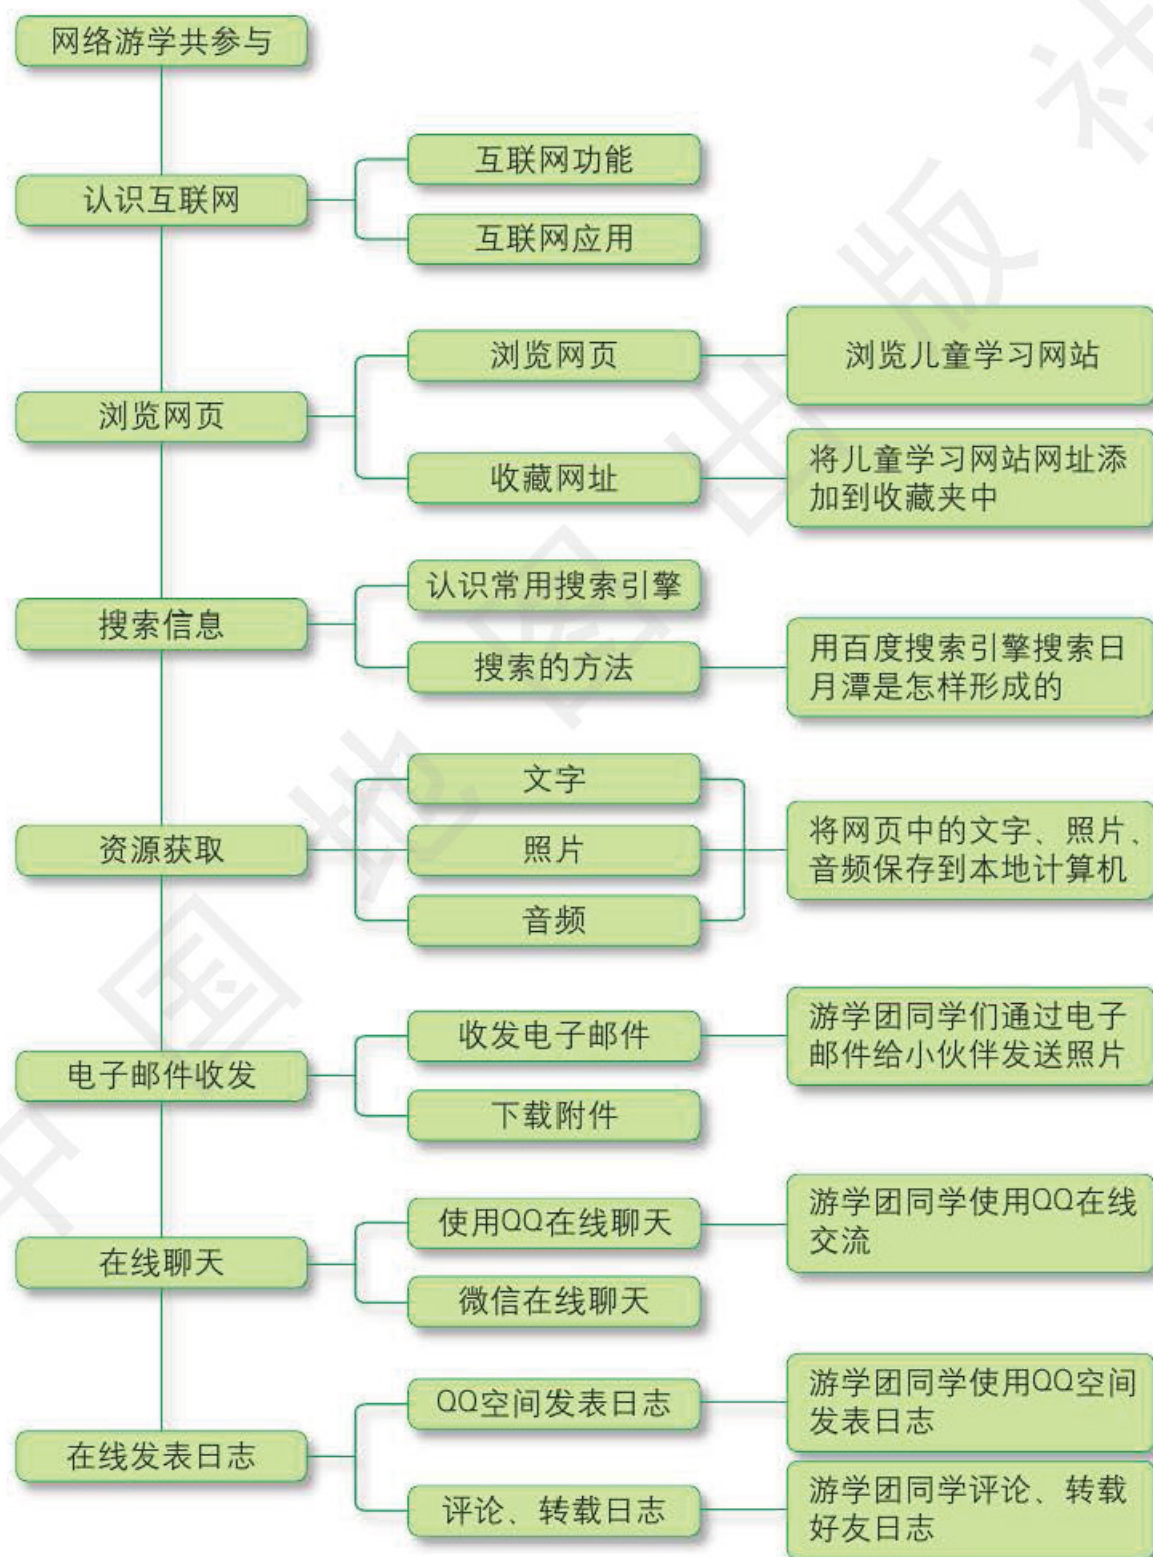 网络游学共参与
认识互联网
互联网功能
互联网应用
浏览网页
浏览网页
浏览儿童学习网站
收藏网址
将儿童学习网站网址添
加到收藏夹中
搜索信息
认识常用搜索引擎
搜索的方法
用百度搜索引擎搜索日
月潭是怎样形成的
资源获取
文字
照片
音频
将网页中的文字、照片、
音频保存到本地计算机
电子邮件收发
收发电子邮件
游学团同学们通过电子
邮件给小伙伴发送照片
下载附件
在线聊天
使用QQ在线聊天
游学团同学使用QQ在线
交流
微信在线聊天
在线发表日志
QQ空间发表日志
游学团同学使用QQ空间
发表日志
评论、转载日志
游学团同学评论、转载
好友日志
中国地图出版社